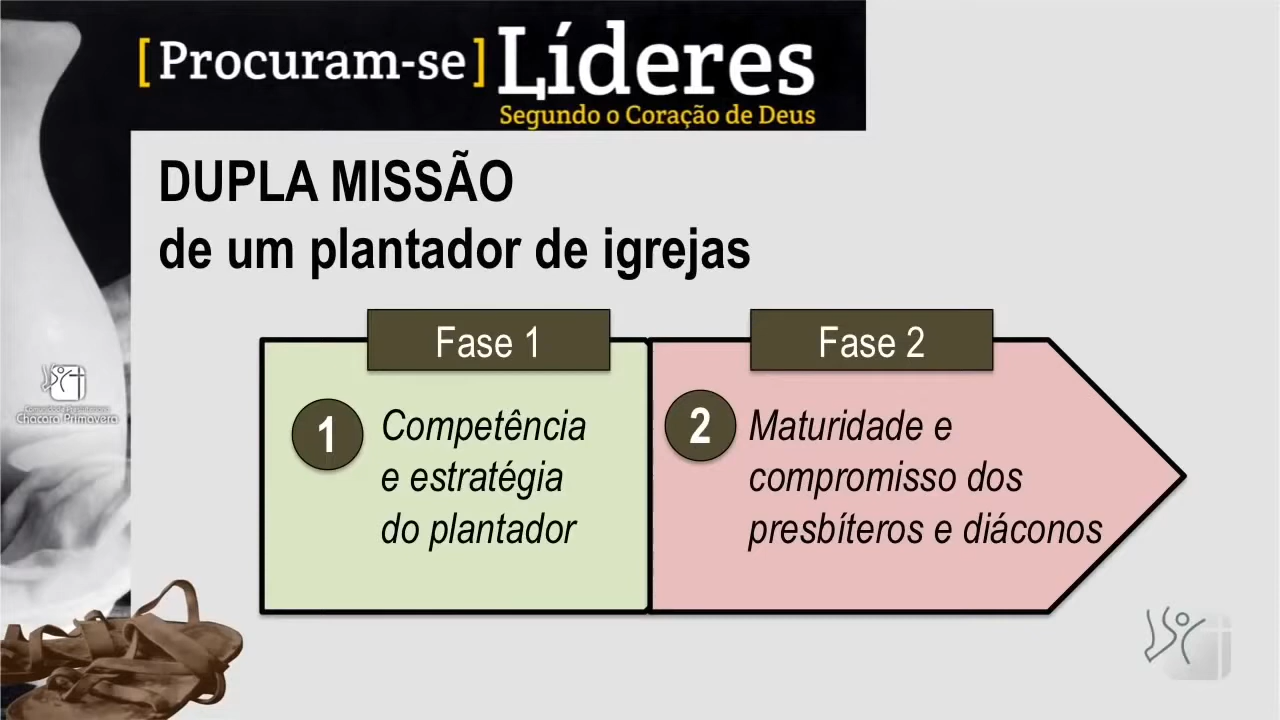 [Procuram-se] Líderes
Segundo o Coração de Deus
DUPLA MISSÃO
de um plantador de igrejas
Fase 1
1
Competência
e estratégia
do plantador
Fase 2
2
Maturidade e
compromisso dos
presbíteros e diáconos
Chácara Primavera